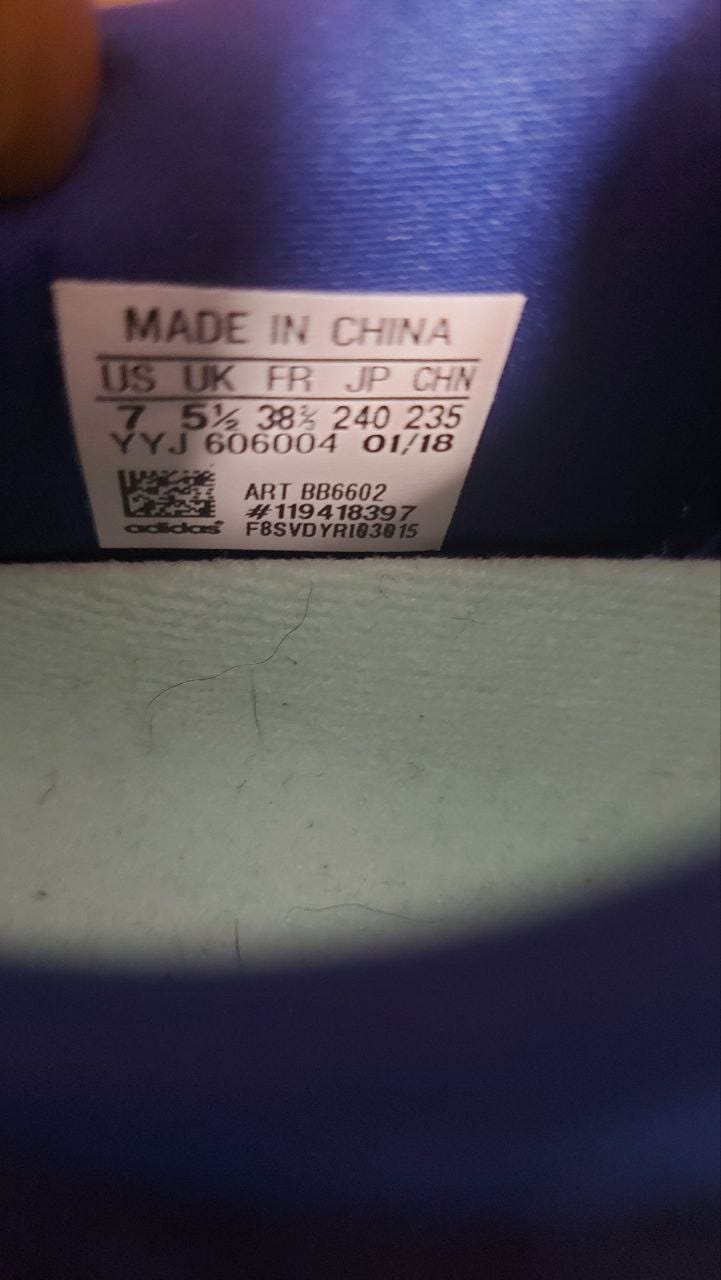 MADE IN CHINA
US UK FR JP CHN
7 5½ 38⅔ 240 235
YYJ 606004 01/18
ART BB6602
#119418397
adidas F8SVDYRI03015